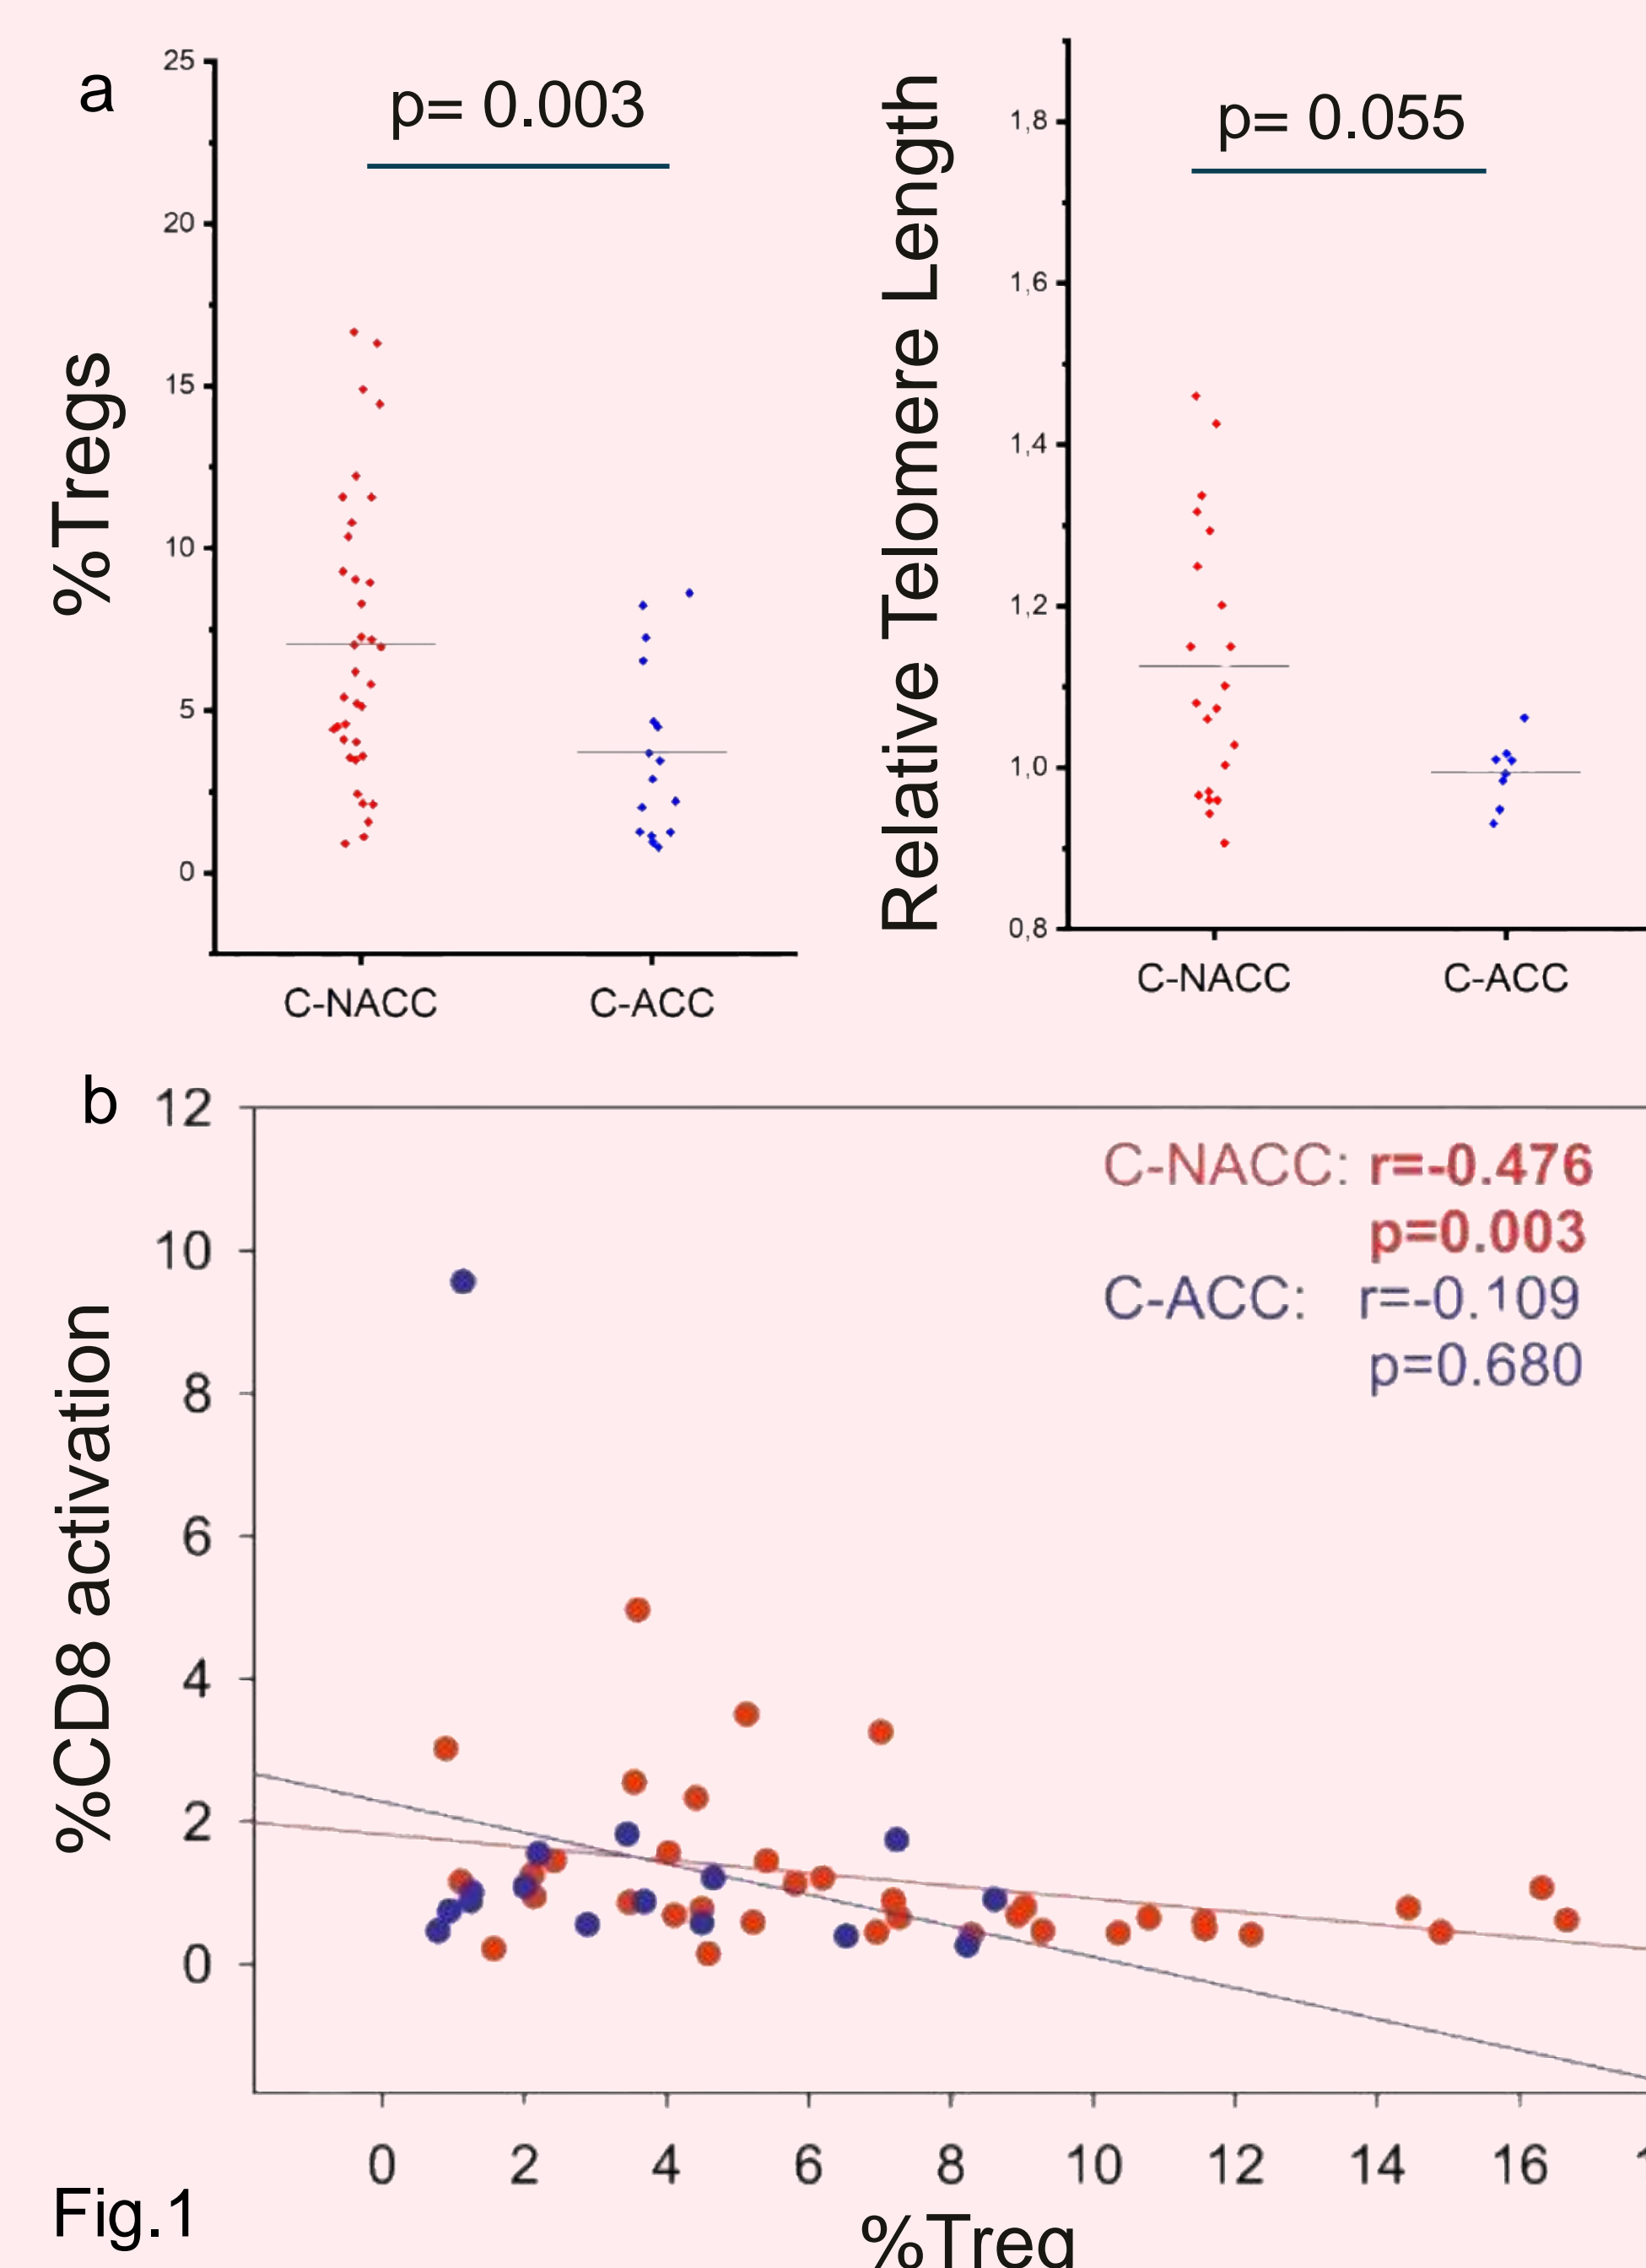 a
%Tregs
25
20
15
10
5
0
p= 0.003
C-NACC
C-ACC
Relative Telomere Length
1,8
1,6
1,4
1,2
1,0
0,8
p= 0.055
C-NACC
C-ACC
b
%CD8 activation
12
10
8
6
4
2
0
C-NACC: r=-0.476
p=0.003
C-ACC: r=-0.109
p=0.680
0 2 4 6 8 10 12 14 16
%Treg
Fig.1